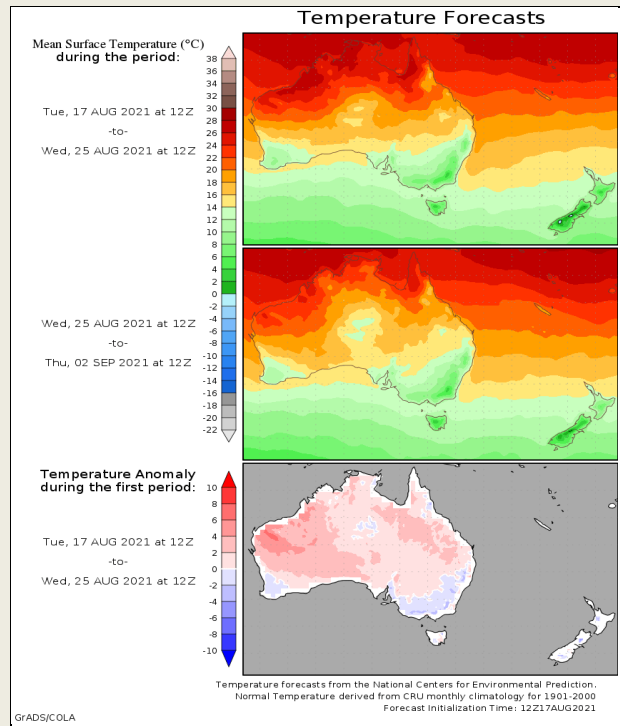 Temperature Forecasts
Mean Surface Temperature (°C)
during the period:
Tue, 17 AUG 2021 at 12Z
-to-
Wed, 25 AUG 2021 at 12Z
38
36
34
32
30
28
26
24
22
20
18
16
14
12
10
8
6
4
2
0
-2
-4
-6
-8
-10
-12
-14
-16
-18
-20
-22
Wed, 25 AUG 2021 at 12Z
-to-
Thu, 02 SEP 2021 at 12Z
Temperature Anomaly
during the first period:
Tue, 17 AUG 2021 at 12Z
-to-
Wed, 25 AUG 2021 at 12Z
10
8
6
4
2
0
-2
-4
-6
-8
-10
Temperature forecasts from the National Centers for Environmental Prediction.
Normal Temperature derived from CRU monthly climatology for 1901-2000
Forecast Initialization Time: 12Z17AUG2021
GrADS/COLA